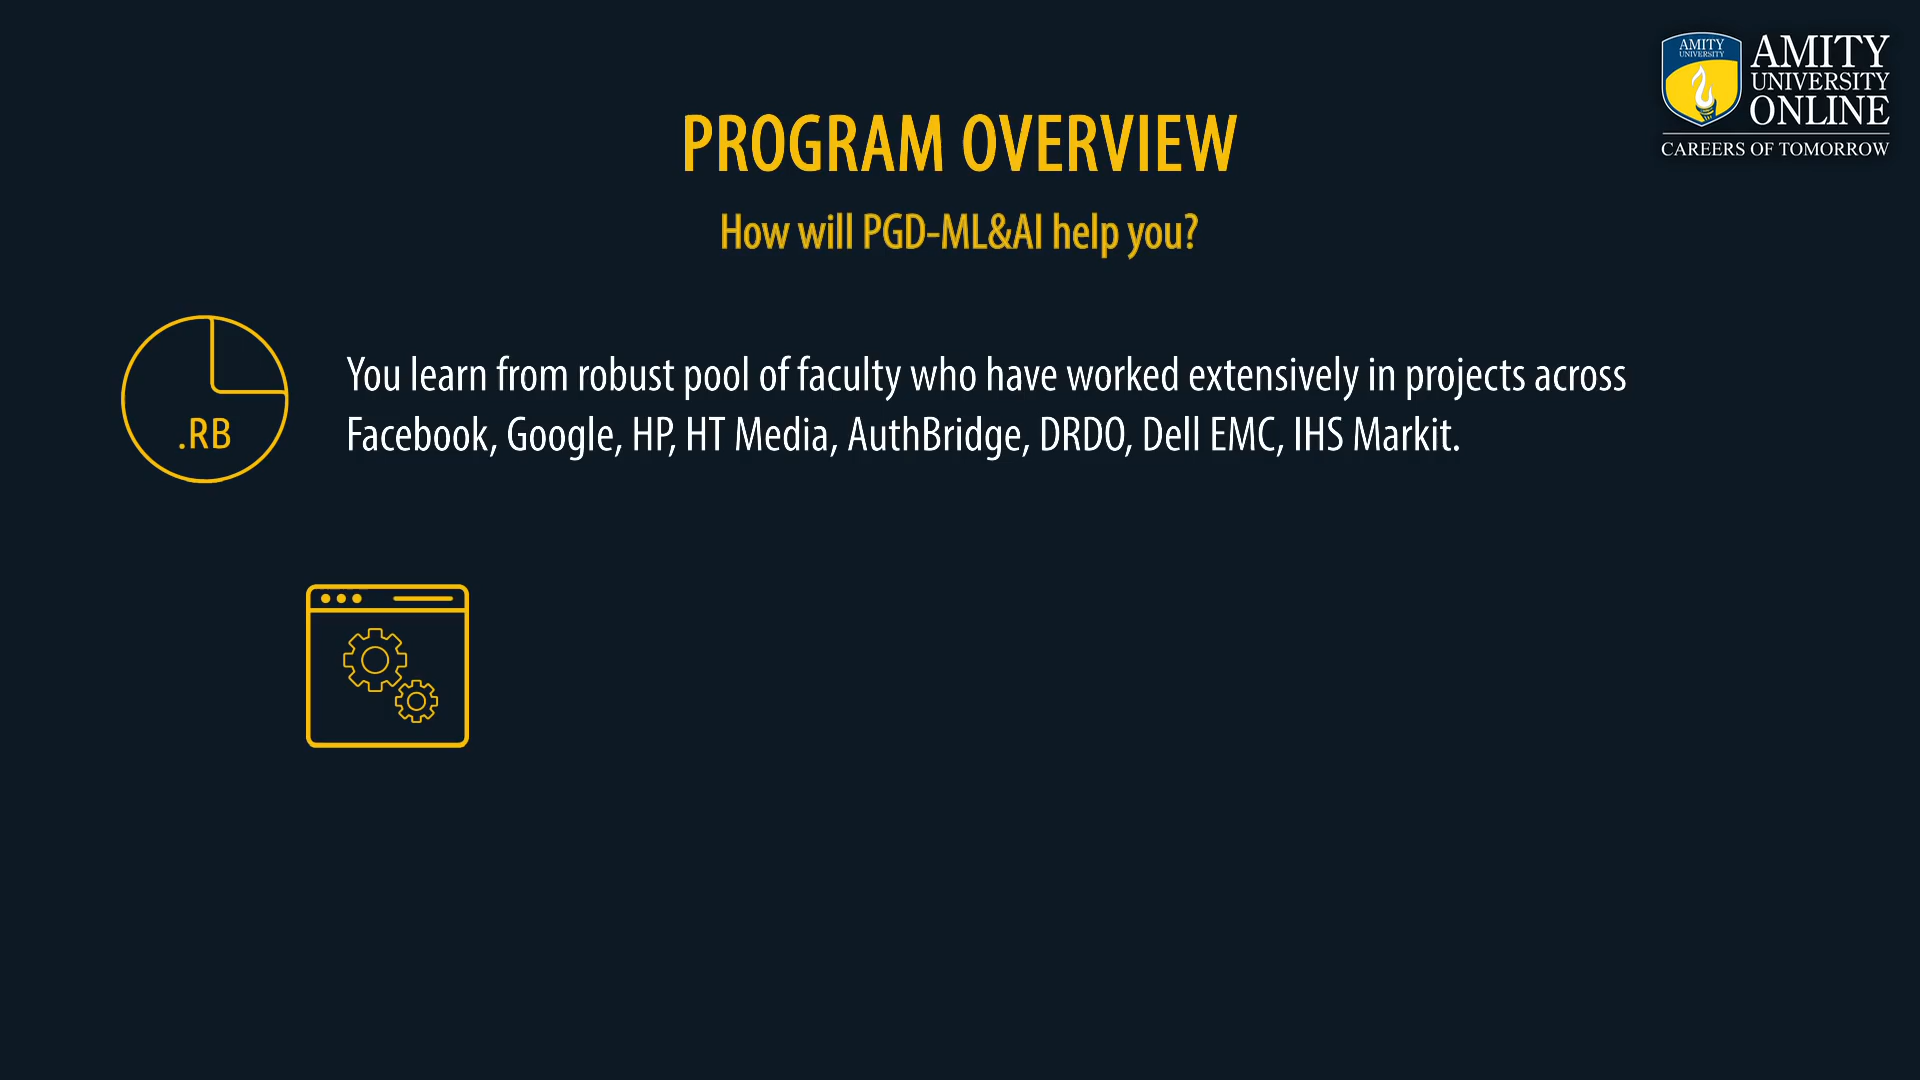 AMITY
UNIVERSITY
AMITY
UNIVERSITY
ONLINE
CAREERS OF TOMORROW
PROGRAM OVERVIEW
How will PGD-ML&AI help you?
.RB
You learn from robust pool of faculty who have worked extensively in projects across
Facebook, Google, HP, HT Media, AuthBridge, DRDO, Dell EMC, IHS Markit.